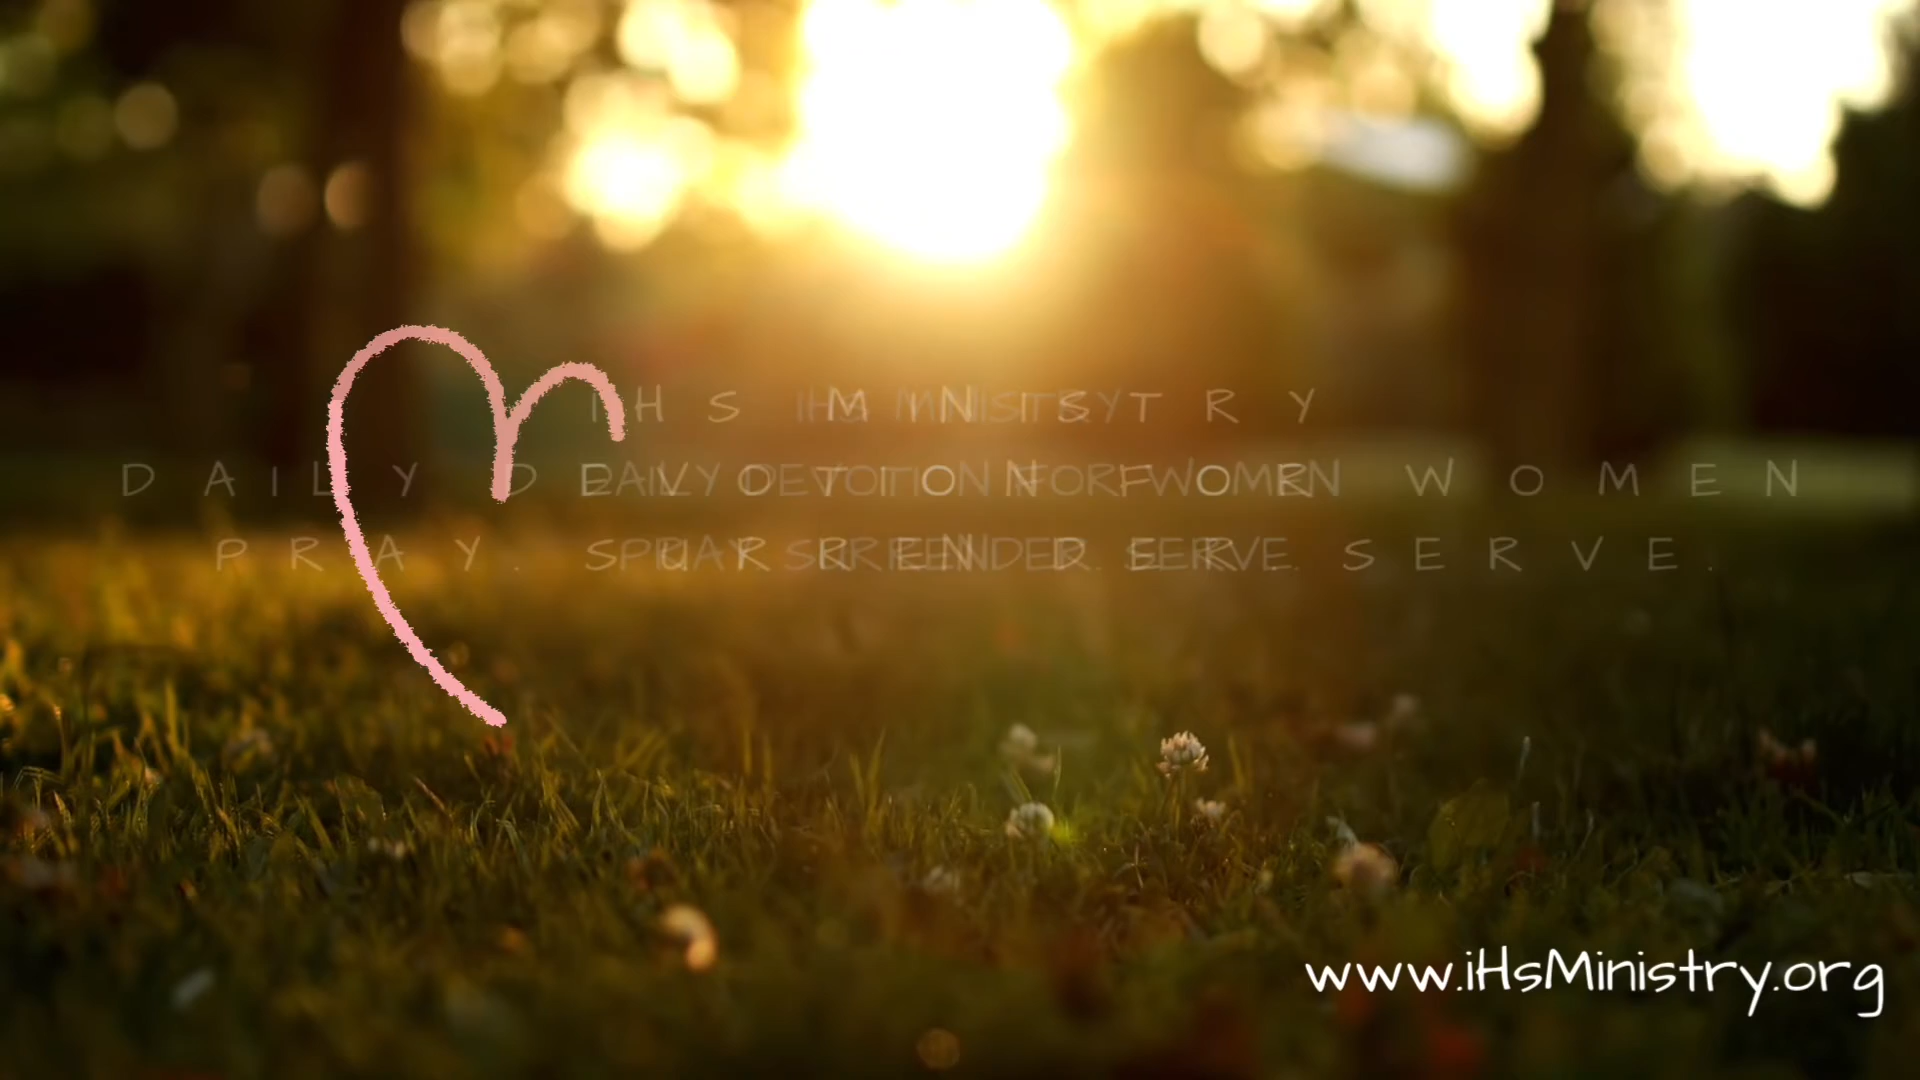 IHS MINISTRY
DAILY DEVOTION FOR WOMEN
PRAY. SURRENDER. SERVE.
www.iHsMinistry.org